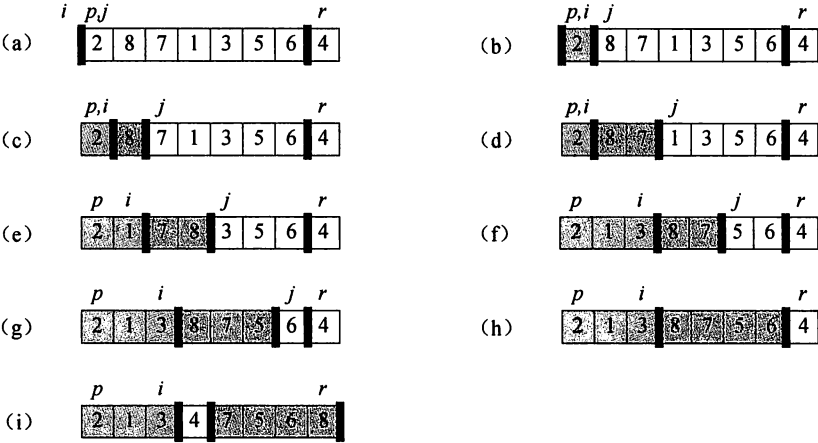 i p,j r
(a) 2 8 7 1 3 5 6 4
p,i j r
(b) 2 8 7 1 3 5 6 4
p,i j r
(c) 2 8 7 1 3 5 6 4
p,i j r
(d) 2 8 7 1 3 5 6 4
p i j r
(e) 2 1 7 8 3 5 6 4
p i j r
(f) 2 1 3 8 7 5 6 4
p i j r
(g) 2 1 3 8 7 5 6 4
p i r
(h) 2 1 3 8 7 5 6 4
p i r
(i) 2 1 3 4 7 5 6 8